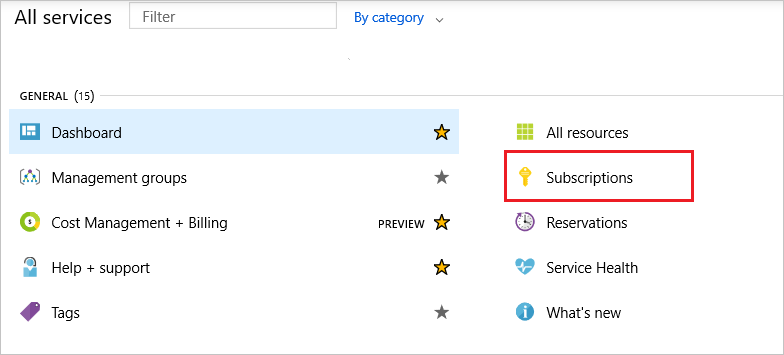 All services Filter By category
GENERAL (15)
Dashboard All resources
Management groups Subscriptions
Cost Management + Billing PREVIEW Reservations
Help + support Service Health
Tags What's new